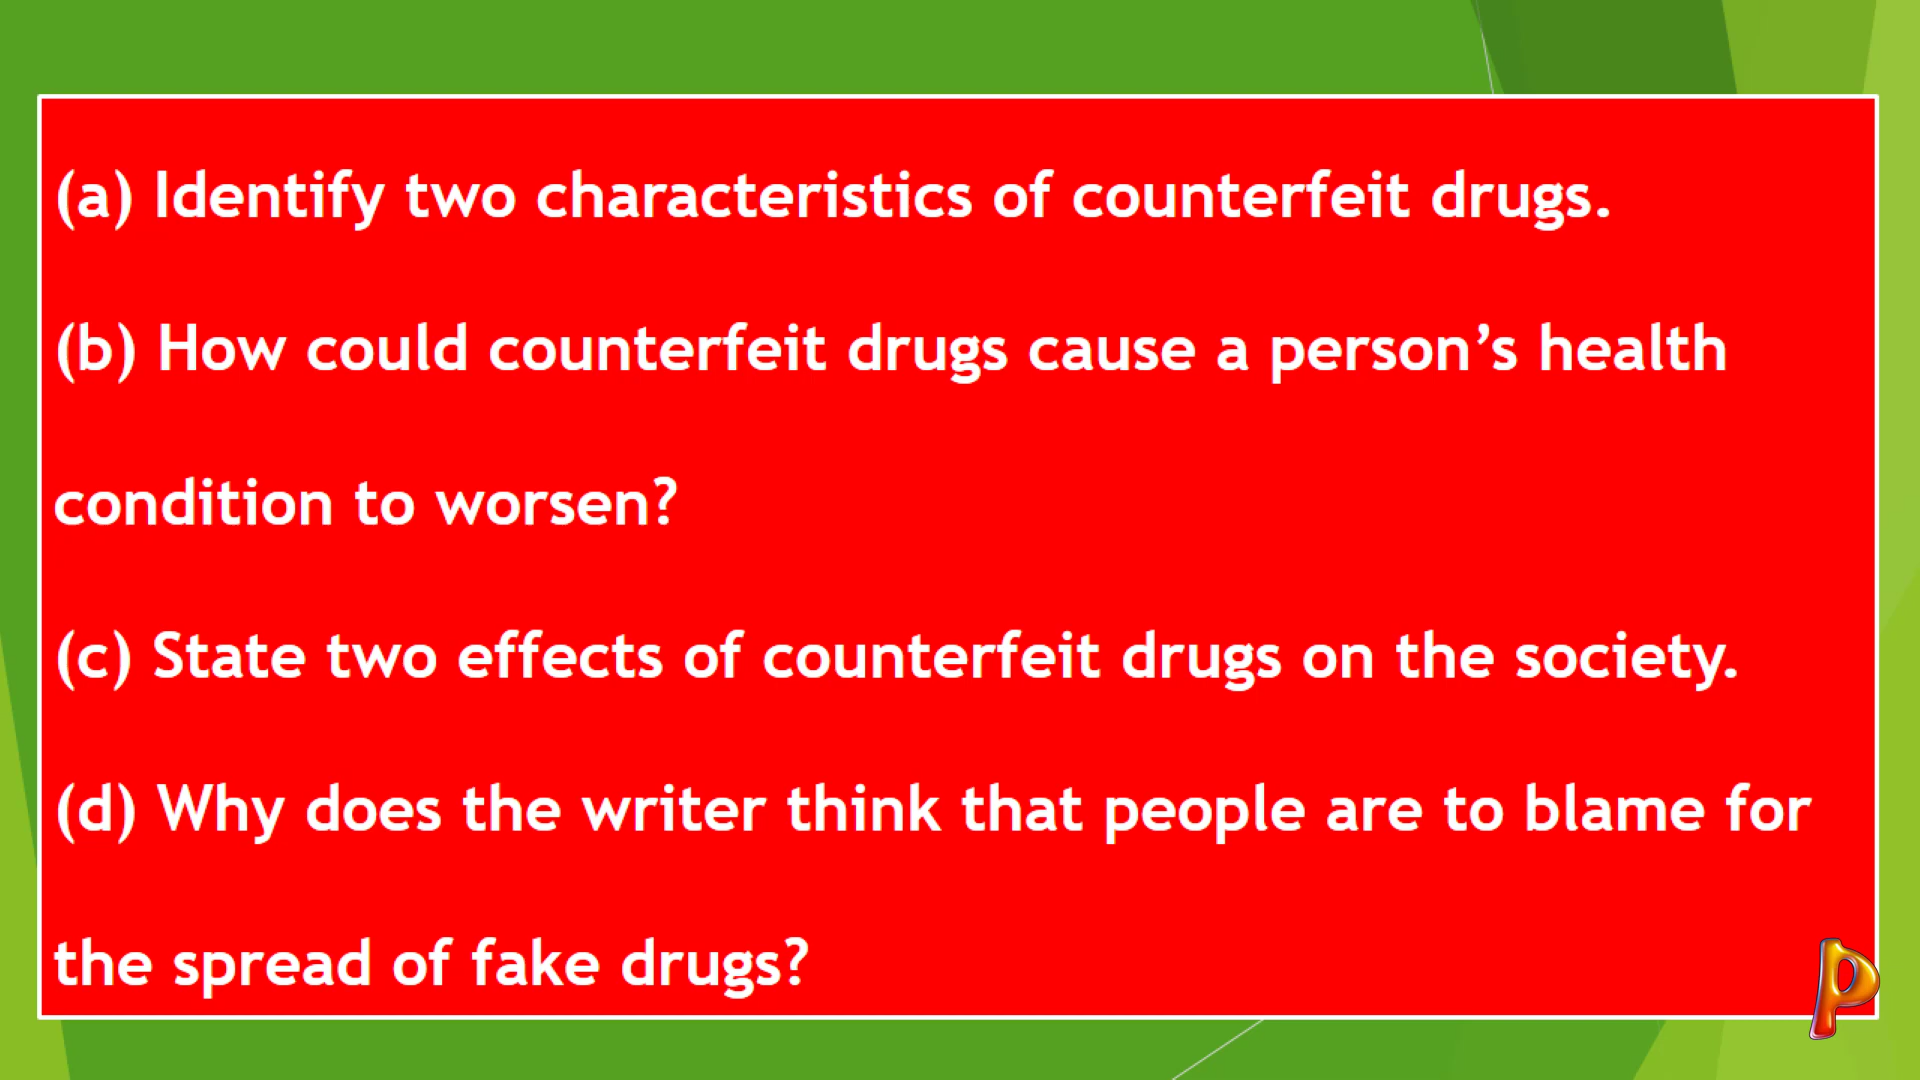 (a) Identify two characteristics of counterfeit drugs.
(b) How could counterfeit drugs cause a person’s health
condition to worsen?
(c) State two effects of counterfeit drugs on the society.
(d) Why does the writer think that people are to blame for
the spread of fake drugs?
P